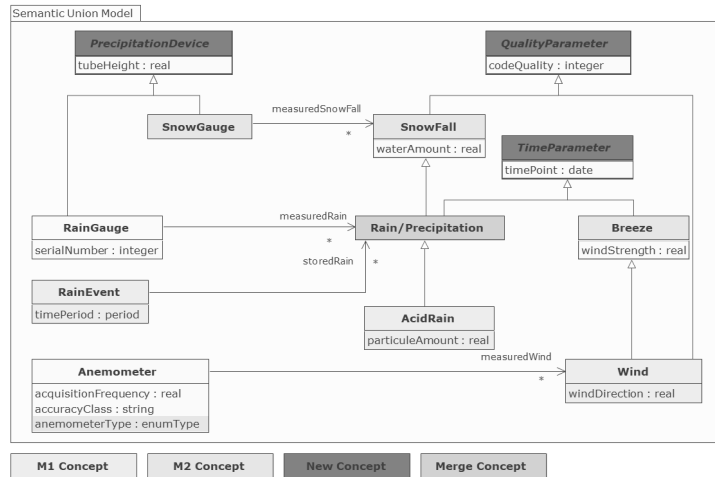 Semantic Union Model
PrecipitationDevice
tubeHeight : real
QualityParameter
codeQuality : integer
SnowGauge
measuredSnowFall
*
SnowFall
waterAmount : real
TimeParameter
timePoint : date
RainGauge
serialNumber : integer
measuredRain
*
Rain/Precipitation
Breeze
windStrength : real
storedRain
*
RainEvent
timePeriod : period
AcidRain
particuleAmount : real
Anemometer
acquisitionFrequency : real
accuracyClass : string
anemometerType : enumType
measuredWind
*
Wind
windDirection : real
M1 Concept
M2 Concept
New Concept
Merge Concept